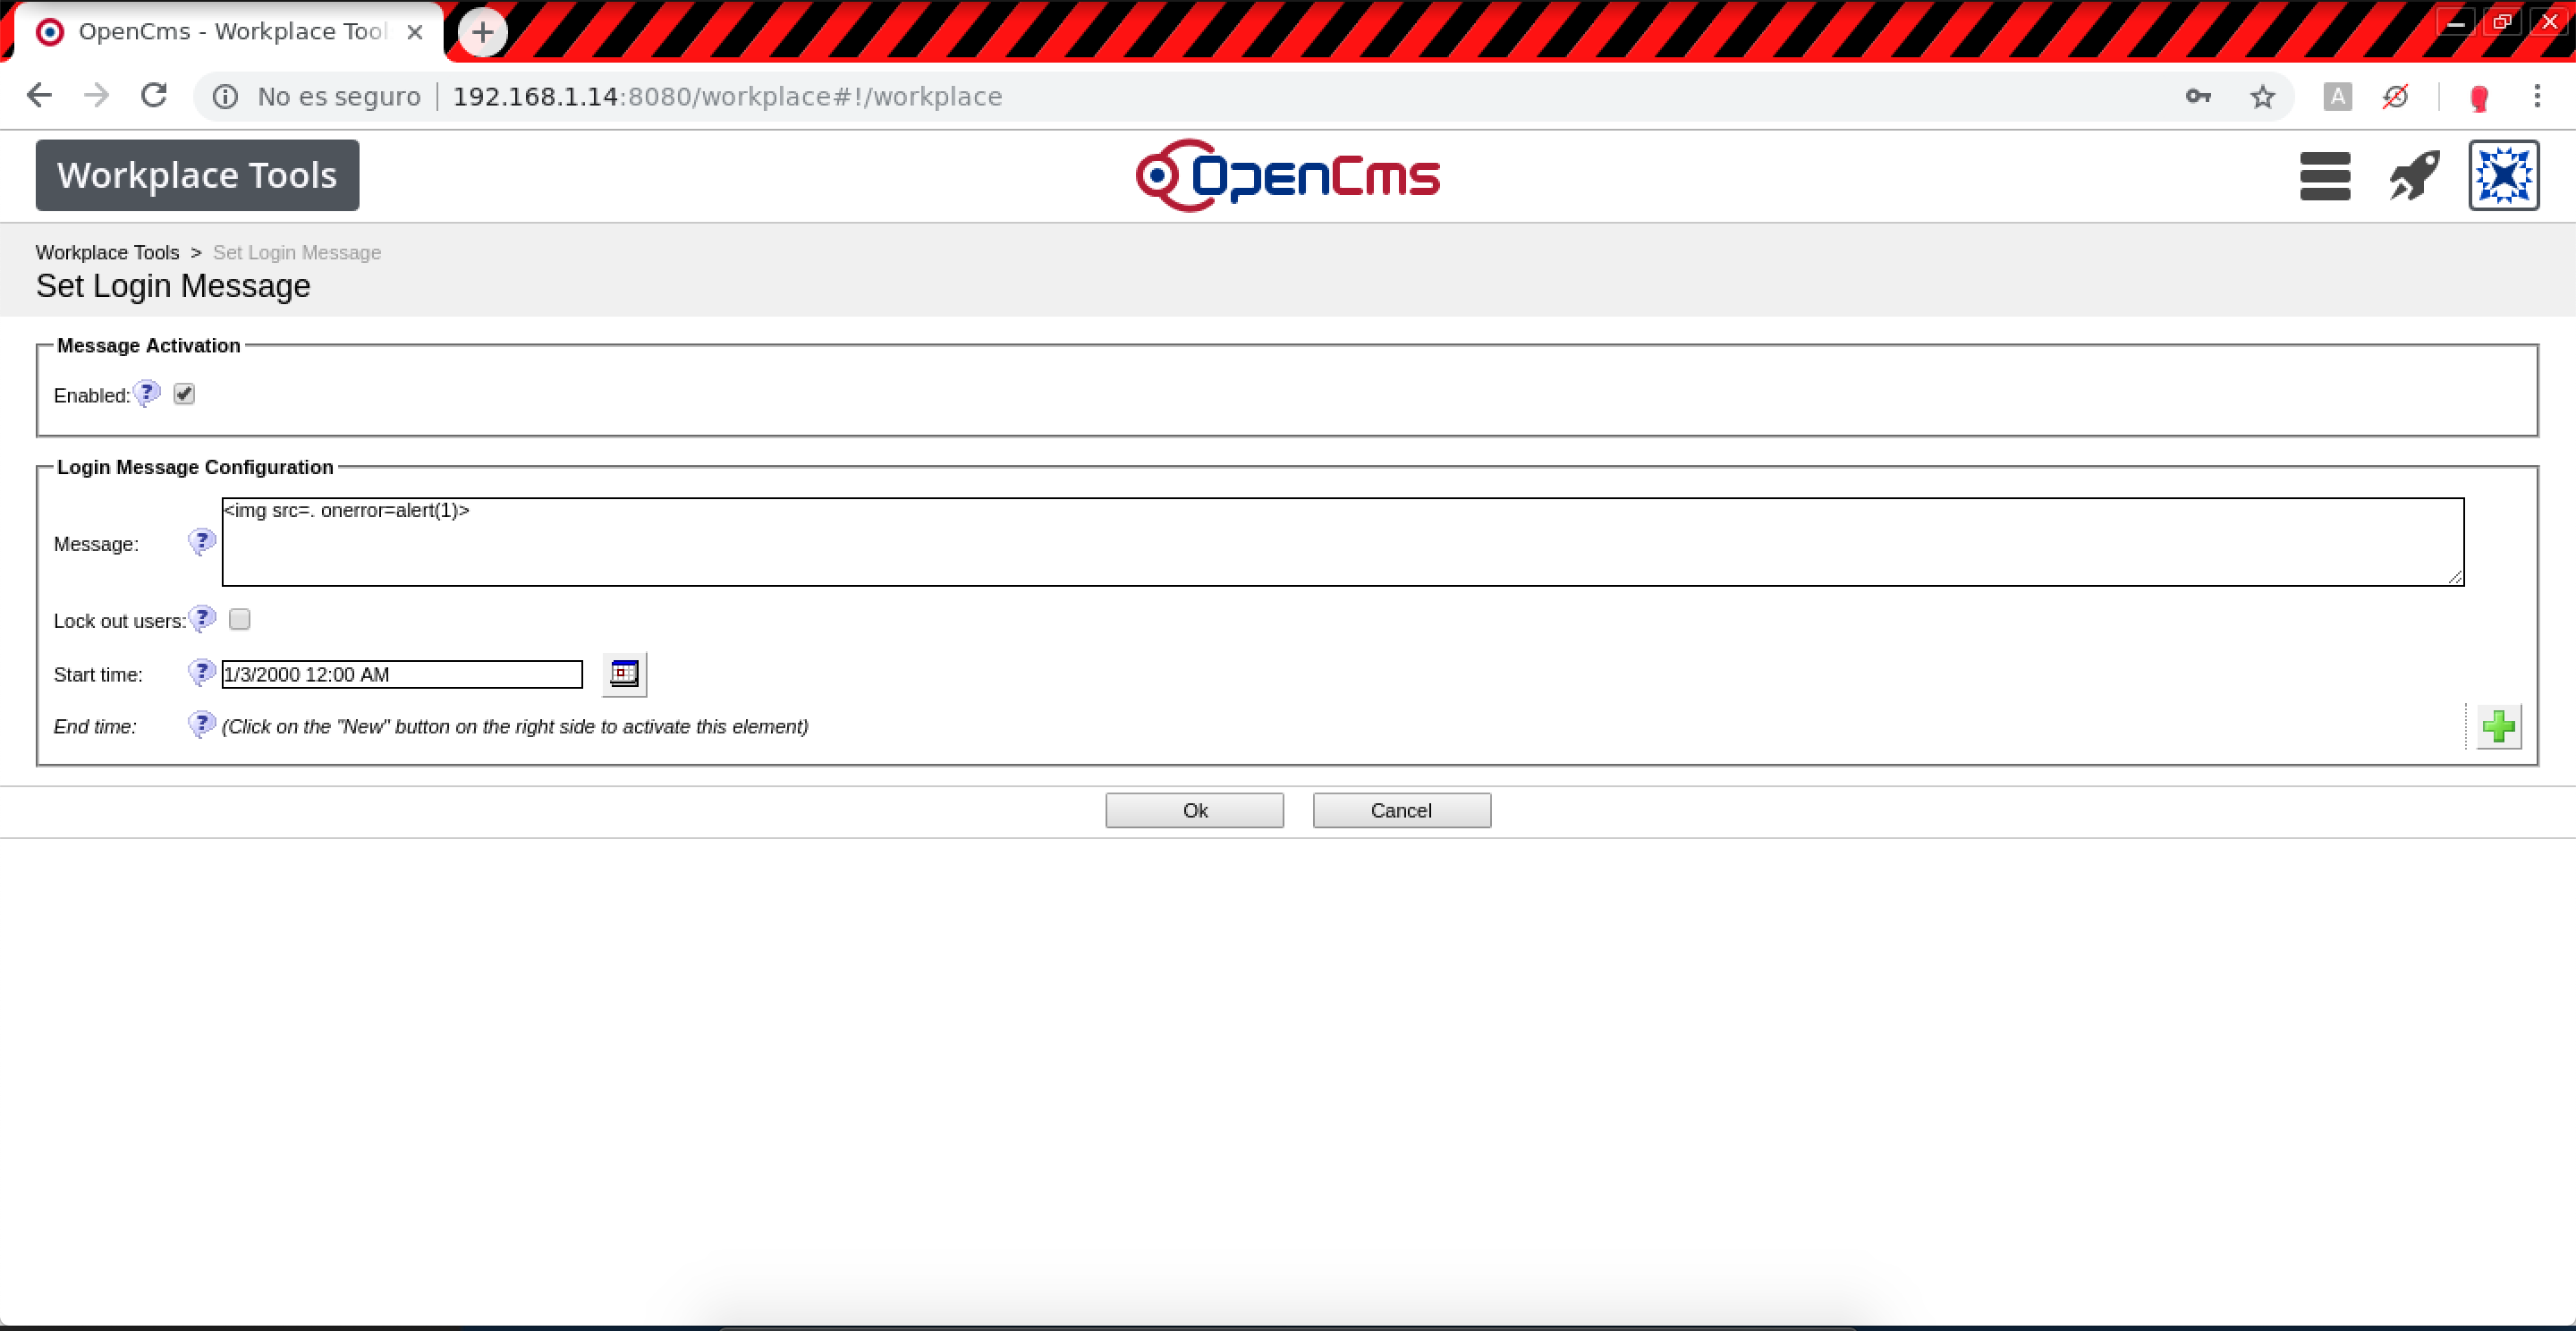 OpenCms - Workplace Tool
No es seguro 192.168.1.14:8080/workplace#!/workplace
A
Workplace Tools
OpenCms
Workplace Tools > Set Login Message
Set Login Message
Message Activation
Enabled:
Login Message Configuration
Message: <img src=. onerror=alert(1)>
Lock out users:
Start time: 1/3/2000 12:00 AM
End time: (Click on the "New" button on the right side to activate this element)
Ok Cancel